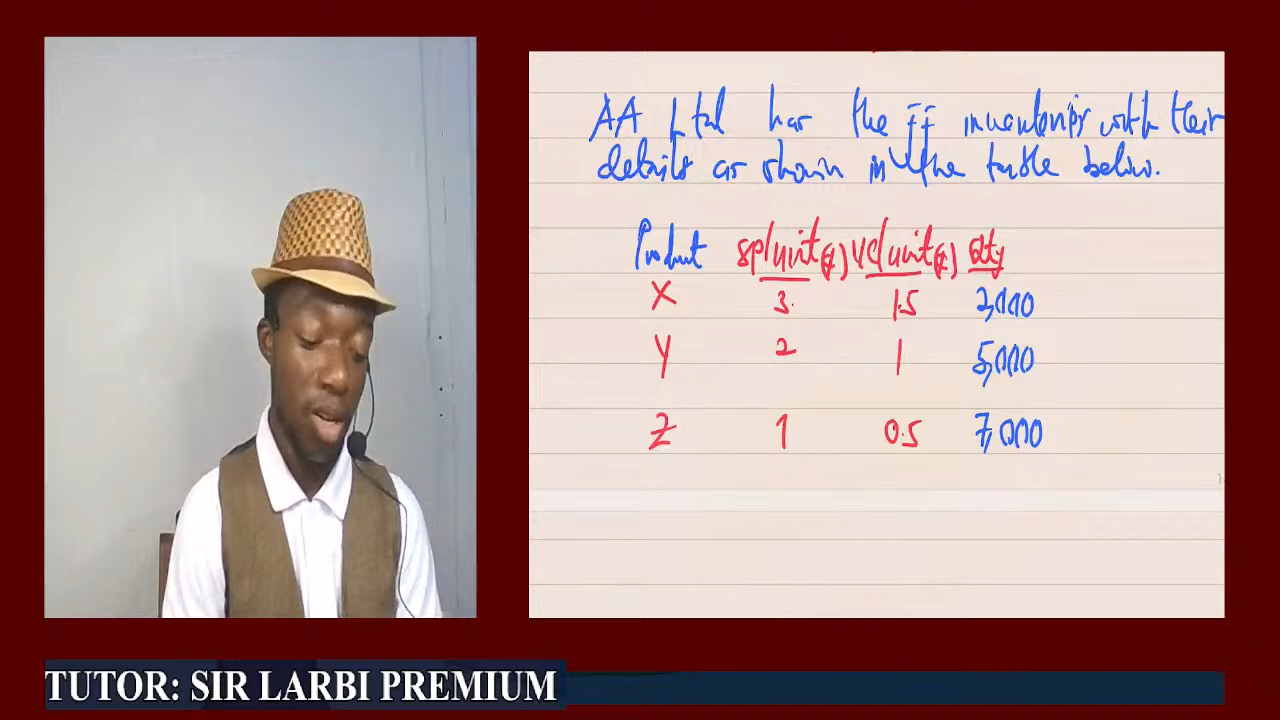 AA Ltd has the ff inventories with their
details as shown in the table below.
Product sp/unit(¢) vc/unit(¢) Qty
X 3. 1.5 2,000
Y 2 1 5,000
Z 1 0.5 7,000
TUTOR: SIR LARBI PREMIUM